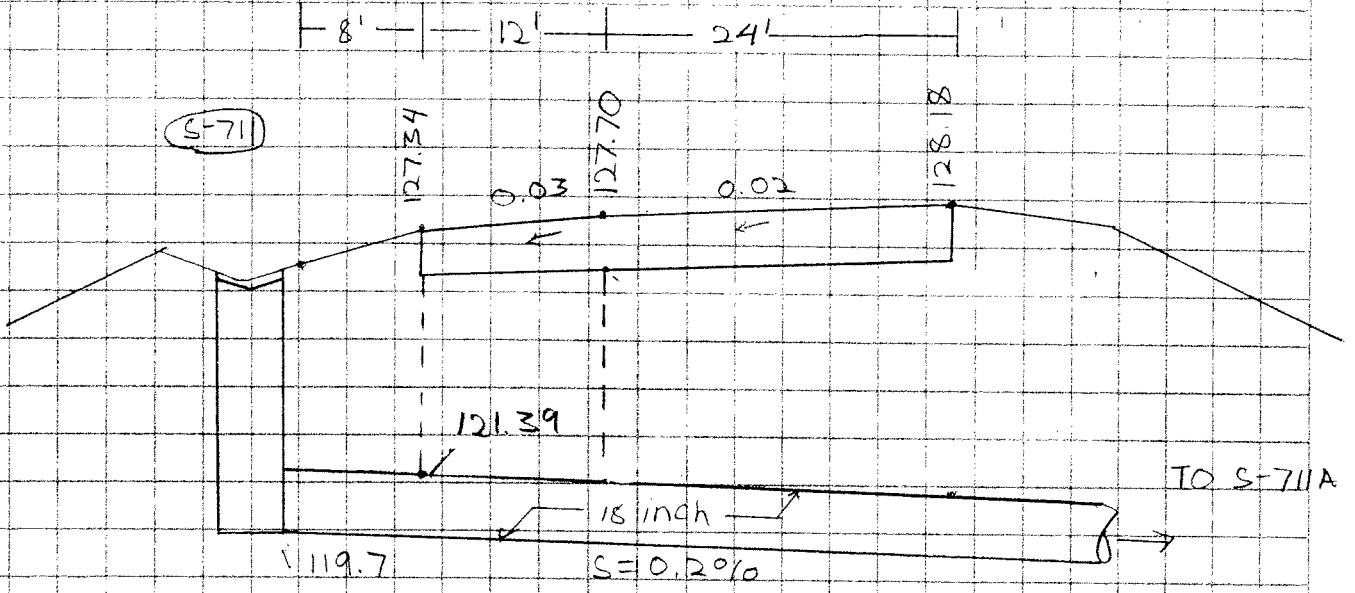 8' 12' 24'
S-711
127.34 127.70 128.18
0.03 0.02
121.39
TO S-711A
18 inch
119.7 S=0.2%